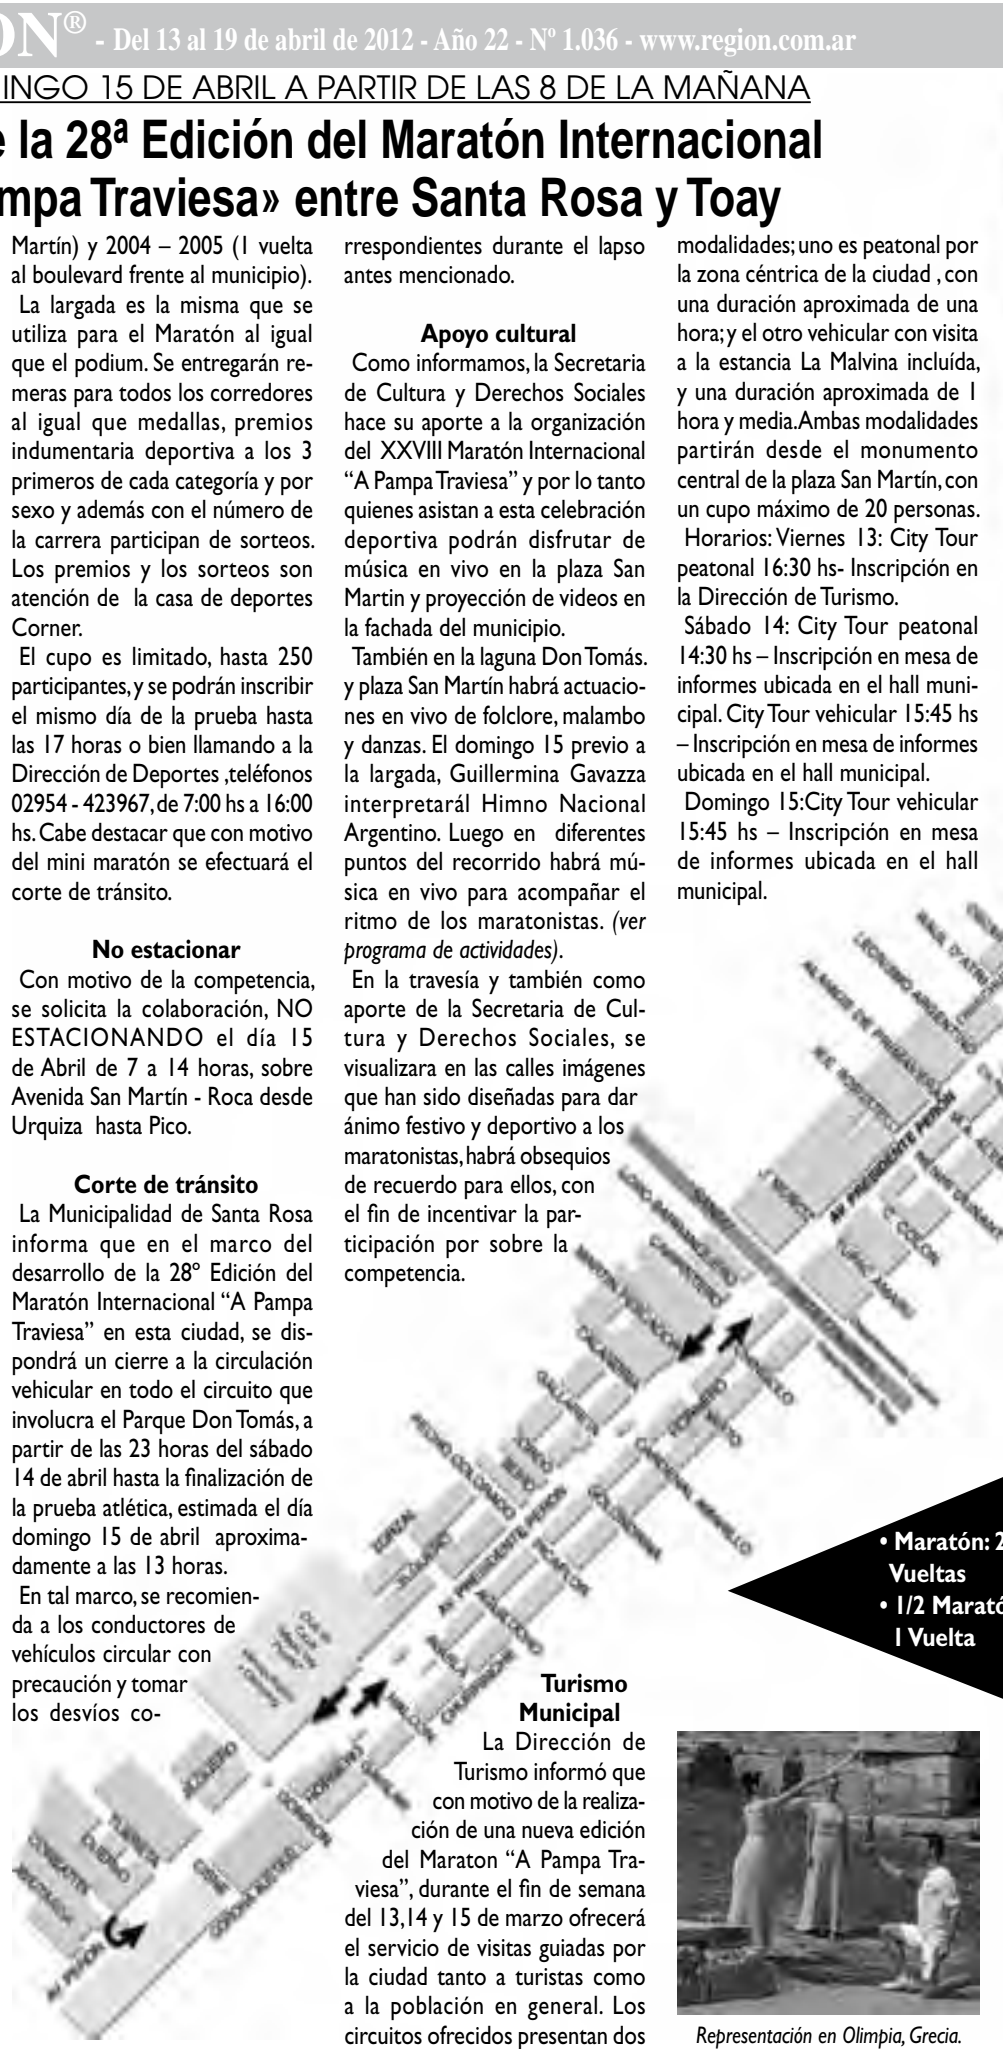 ON® - Del 13 al 19 de abril de 2012 - Año 22 - Nº 1.036 - www.region.com.ar
INGO 15 DE ABRIL A PARTIR DE LAS 8 DE LA MAÑANA
e la 28ª Edición del Maratón Internacional
mpa Traviesa» entre Santa Rosa y Toay
Martín) y 2004 – 2005 (1 vuelta
al boulevard frente al municipio).
La largada es la misma que se
utiliza para el Maratón al igual
que el podium. Se entregarán re-
meras para todos los corredores
al igual que medallas, premios
indumentaria deportiva a los 3
primeros de cada categoría y por
sexo y además con el número de
la carrera participan de sorteos.
Los premios y los sorteos son
atención de la casa de deportes
Corner.
El cupo es limitado, hasta 250
participantes, y se podrán inscribir
el mismo día de la prueba hasta
las 17 horas o bien llamando a la
Dirección de Deportes ,teléfonos
02954 - 423967, de 7:00 hs a 16:00
hs. Cabe destacar que con motivo
del mini maratón se efectuará el
corte de tránsito.
No estacionar
Con motivo de la competencia,
se solicita la colaboración, NO
ESTACIONANDO el día 15
de Abril de 7 a 14 horas, sobre
Avenida San Martín - Roca desde
Urquiza hasta Pico.
Corte de tránsito
La Municipalidad de Santa Rosa
informa que en el marco del
desarrollo de la 28º Edición del
Maratón Internacional “A Pampa
Traviesa” en esta ciudad, se dis-
pondrá un cierre a la circulación
vehicular en todo el circuito que
involucra el Parque Don Tomás, a
partir de las 23 horas del sábado
14 de abril hasta la finalización de
la prueba atlética, estimada el día
domingo 15 de abril aproxima-
damente a las 13 horas.
En tal marco, se recomien-
da a los conductores de
vehículos circular con
precaución y tomar
los desvíos co-
rrespondientes durante el lapso
antes mencionado.
Apoyo cultural
Como informamos, la Secretaria
de Cultura y Derechos Sociales
hace su aporte a la organización
del XXVIII Maratón Internacional
“A Pampa Traviesa” y por lo tanto
quienes asistan a esta celebración
deportiva podrán disfrutar de
música en vivo en la plaza San
Martin y proyección de videos en
la fachada del municipio.
También en la laguna Don Tomás.
y plaza San Martín habrá actuacio-
nes en vivo de folclore, malambo
y danzas. El domingo 15 previo a
la largada, Guillermina Gavazza
interpretarál Himno Nacional
Argentino. Luego en diferentes
puntos del recorrido habrá mú-
sica en vivo para acompañar el
ritmo de los maratonistas. (ver
programa de actividades).
En la travesía y también como
aporte de la Secretaria de Cul-
tura y Derechos Sociales, se
visualizara en las calles imágenes
que han sido diseñadas para dar
ánimo festivo y deportivo a los
maratonistas, habrá obsequios
de recuerdo para ellos, con
el fin de incentivar la par-
ticipación por sobre la
competencia.
Turismo
Municipal
La Dirección de
Turismo informó que
con motivo de la realiza-
ción de una nueva edición
del Maraton “A Pampa Tra-
viesa”, durante el fin de semana
del 13,14 y 15 de marzo ofrecerá
el servicio de visitas guiadas por
la ciudad tanto a turistas como
a la población en general. Los
circuitos ofrecidos presentan dos
modalidades; uno es peatonal por
la zona céntrica de la ciudad , con
una duración aproximada de una
hora; y el otro vehicular con visita
a la estancia La Malvina incluída,
y una duración aproximada de 1
hora y media. Ambas modalidades
partirán desde el monumento
central de la plaza San Martín, con
un cupo máximo de 20 personas.
Horarios: Viernes 13: City Tour
peatonal 16:30 hs- Inscripción en
la Dirección de Turismo.
Sábado 14: City Tour peatonal
14:30 hs – Inscripción en mesa de
informes ubicada en el hall muni-
cipal. City Tour vehicular 15:45 hs
– Inscripción en mesa de informes
ubicada en el hall municipal.
Domingo 15:City Tour vehicular
15:45 hs – Inscripción en mesa
de informes ubicada en el hall
municipal.
LEOPOLDO ARGENTINO
J.J. BUSTOS
AV PRESIDENTE PERON
C. COLON
TUPAC AMARU
CARPINTERO
MARTIN PESCADOR
CALANDRIA
GALLARETA
PECHO COLORADO
CARDENAL AMARILLO
GOLONDRINA
PICAFLOR
AV PRESIDENTE PERON
JILGUERO
ZORZAL
AGUILA
HALCON
GORRION
AV PERON
• Maratón: 2
Vueltas
• 1/2 Marató
1 Vuelta
Representación en Olimpia, Grecia.